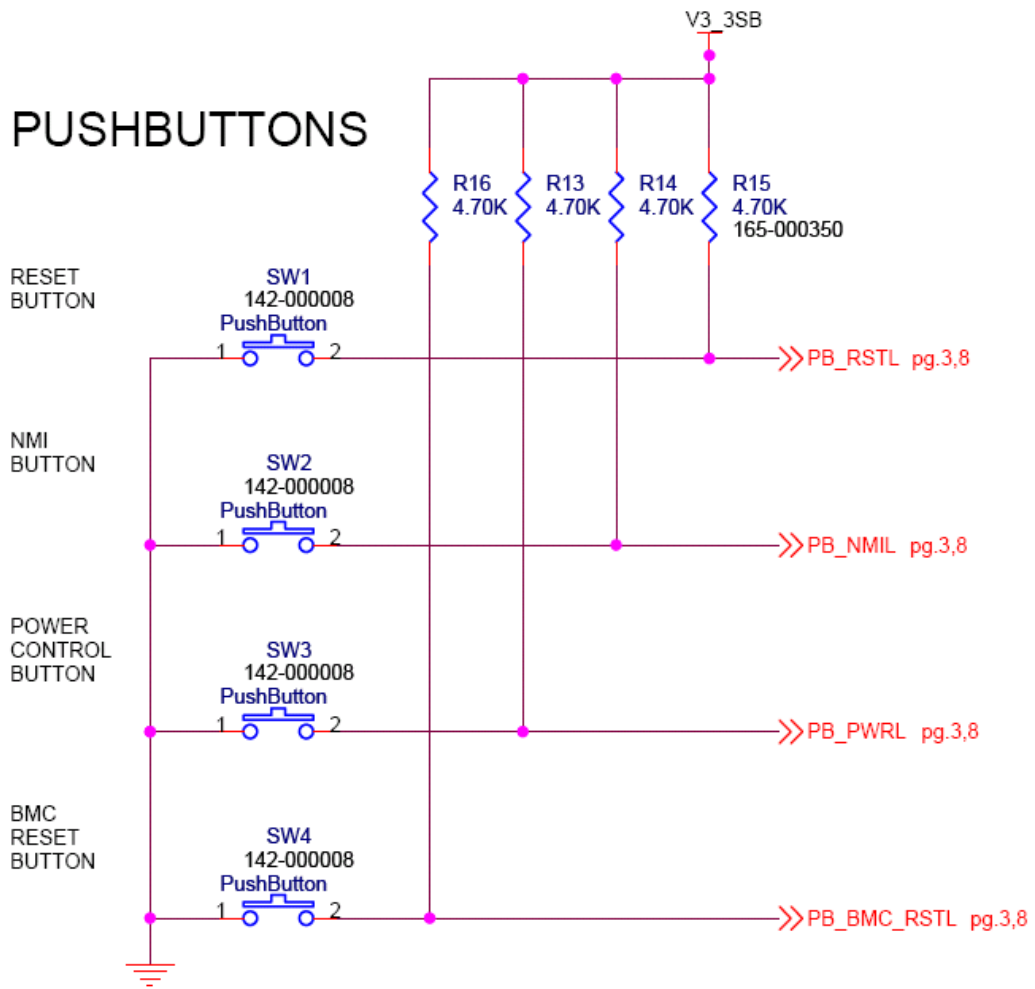 V3_3SB
PUSHBUTTONS
R16
4.70K
R13
4.70K
R14
4.70K
R15
4.70K
165-000350
RESET
BUTTON
SW1
142-000008
PushButton
1 2
PB_RSTL pg.3,8
NMI
BUTTON
SW2
142-000008
PushButton
1 2
PB_NMIL pg.3,8
POWER
CONTROL
BUTTON
SW3
142-000008
PushButton
1 2
PB_PWRL pg.3,8
BMC
RESET
BUTTON
SW4
142-000008
PushButton
1 2
PB_BMC_RSTL pg.3,8